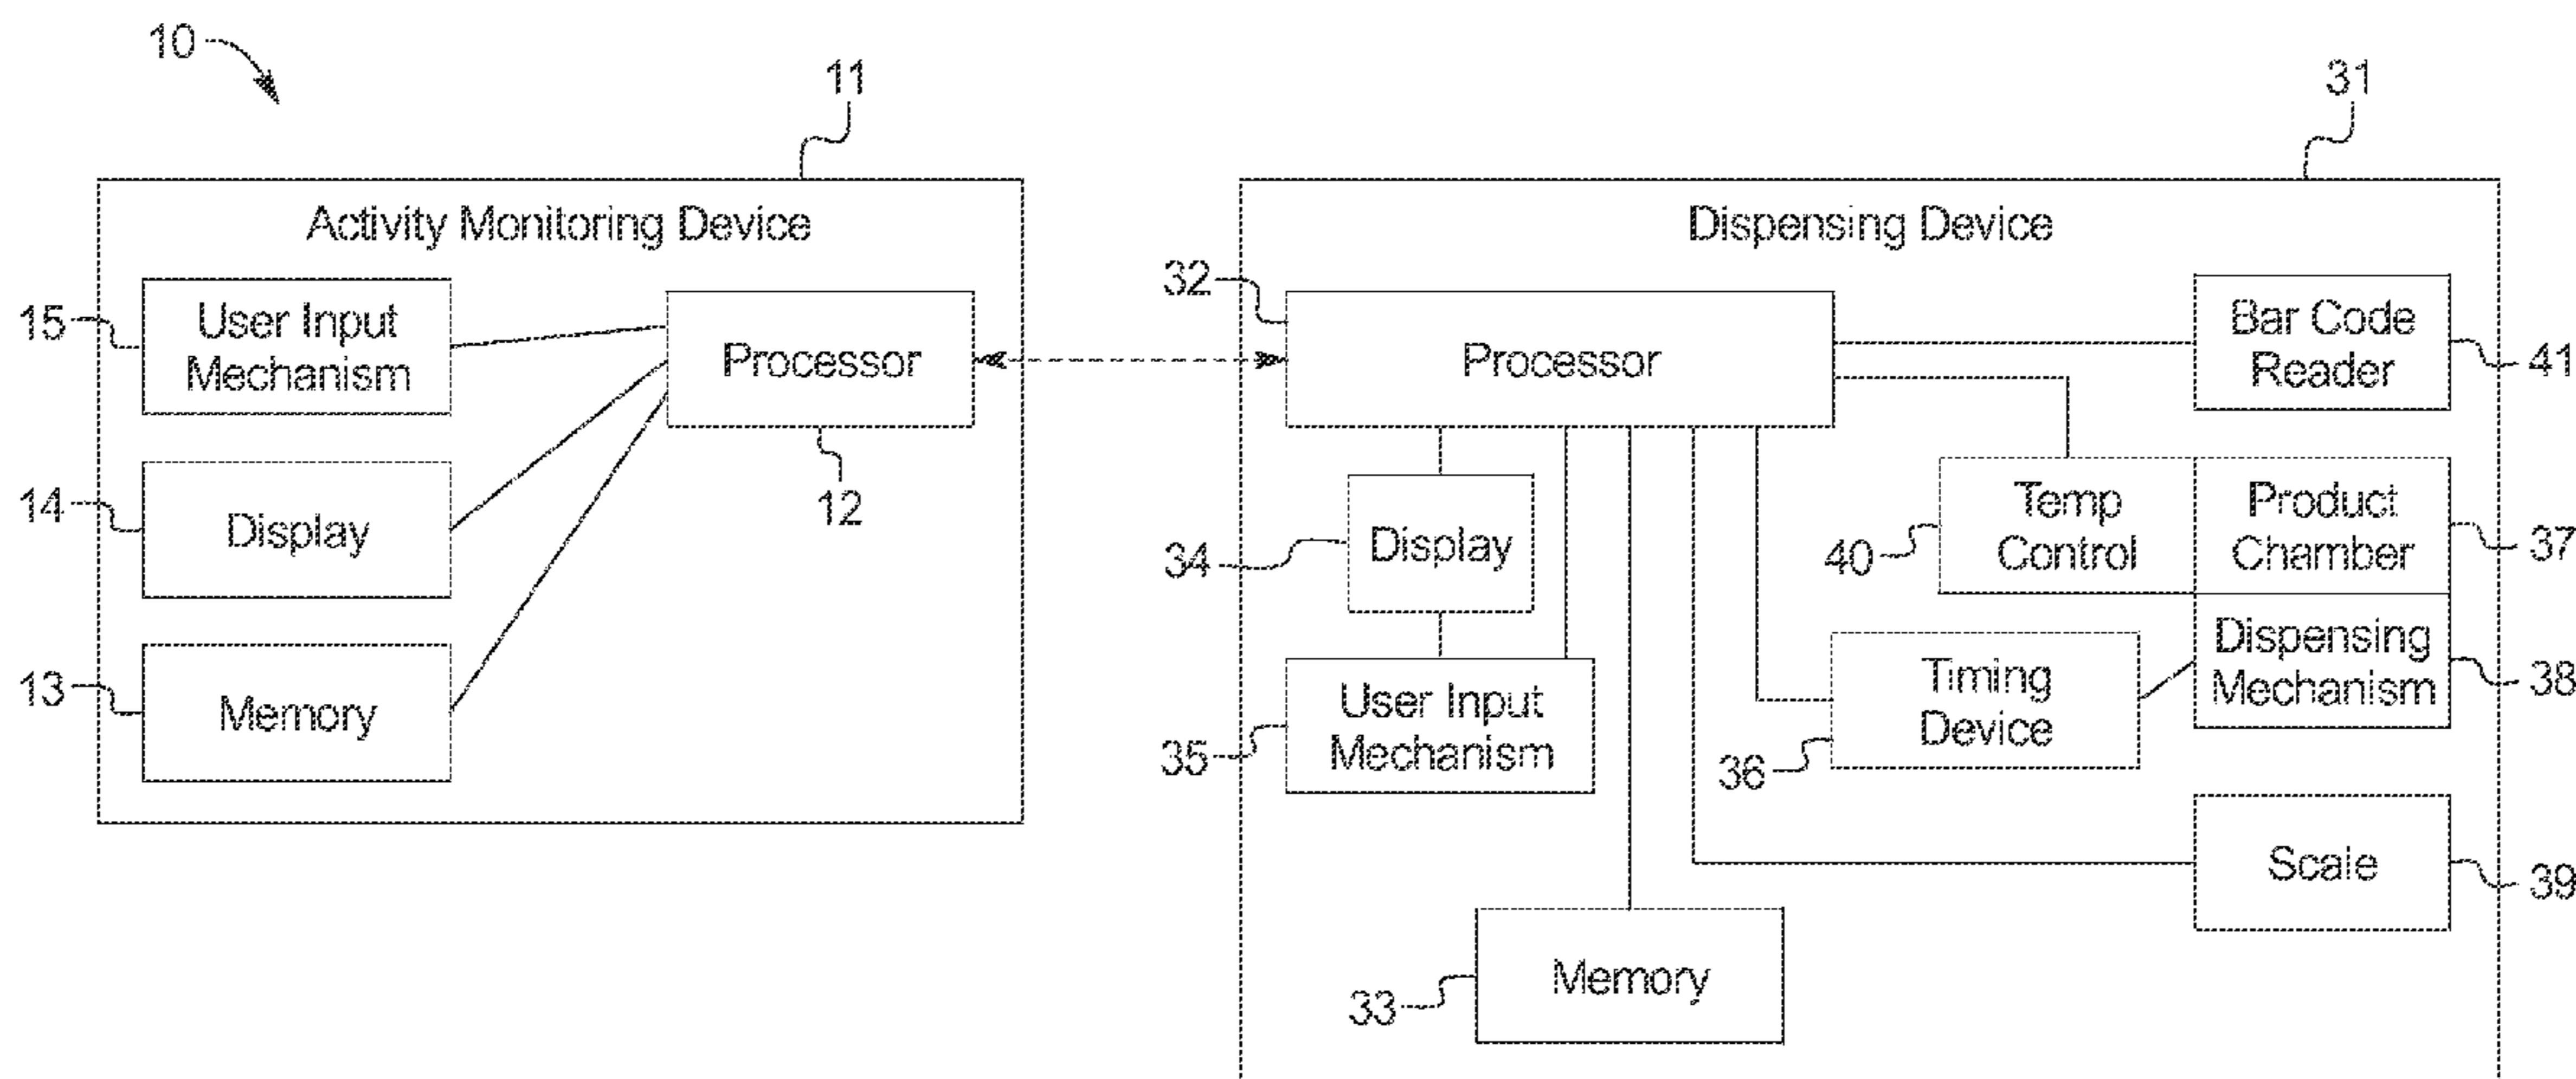 10
11
31
Activity Monitoring Device
Dispensing Device
15
User Input
Mechanism
Processor
12
14
Display
13
Memory
32
Processor
Bar Code
Reader
41
34
Display
40
Temp
Control
Product
Chamber
37
35
User Input
Mechanism
36
Timing
Device
Dispensing
Mechanism
38
33
Memory
Scale
39